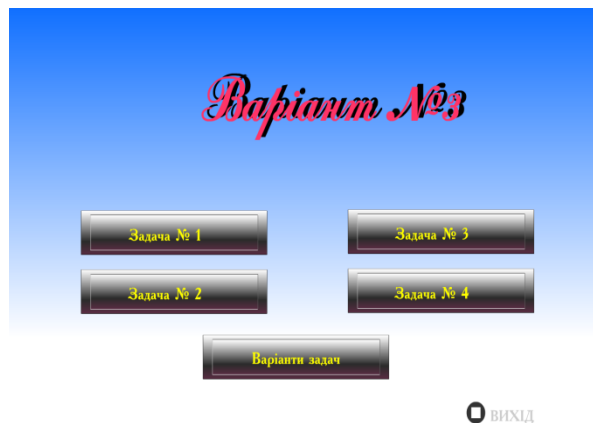 Варіант №3
Задача № 1
Задача № 3
Задача № 2
Задача № 4
Варіанти задач
ВИХІД